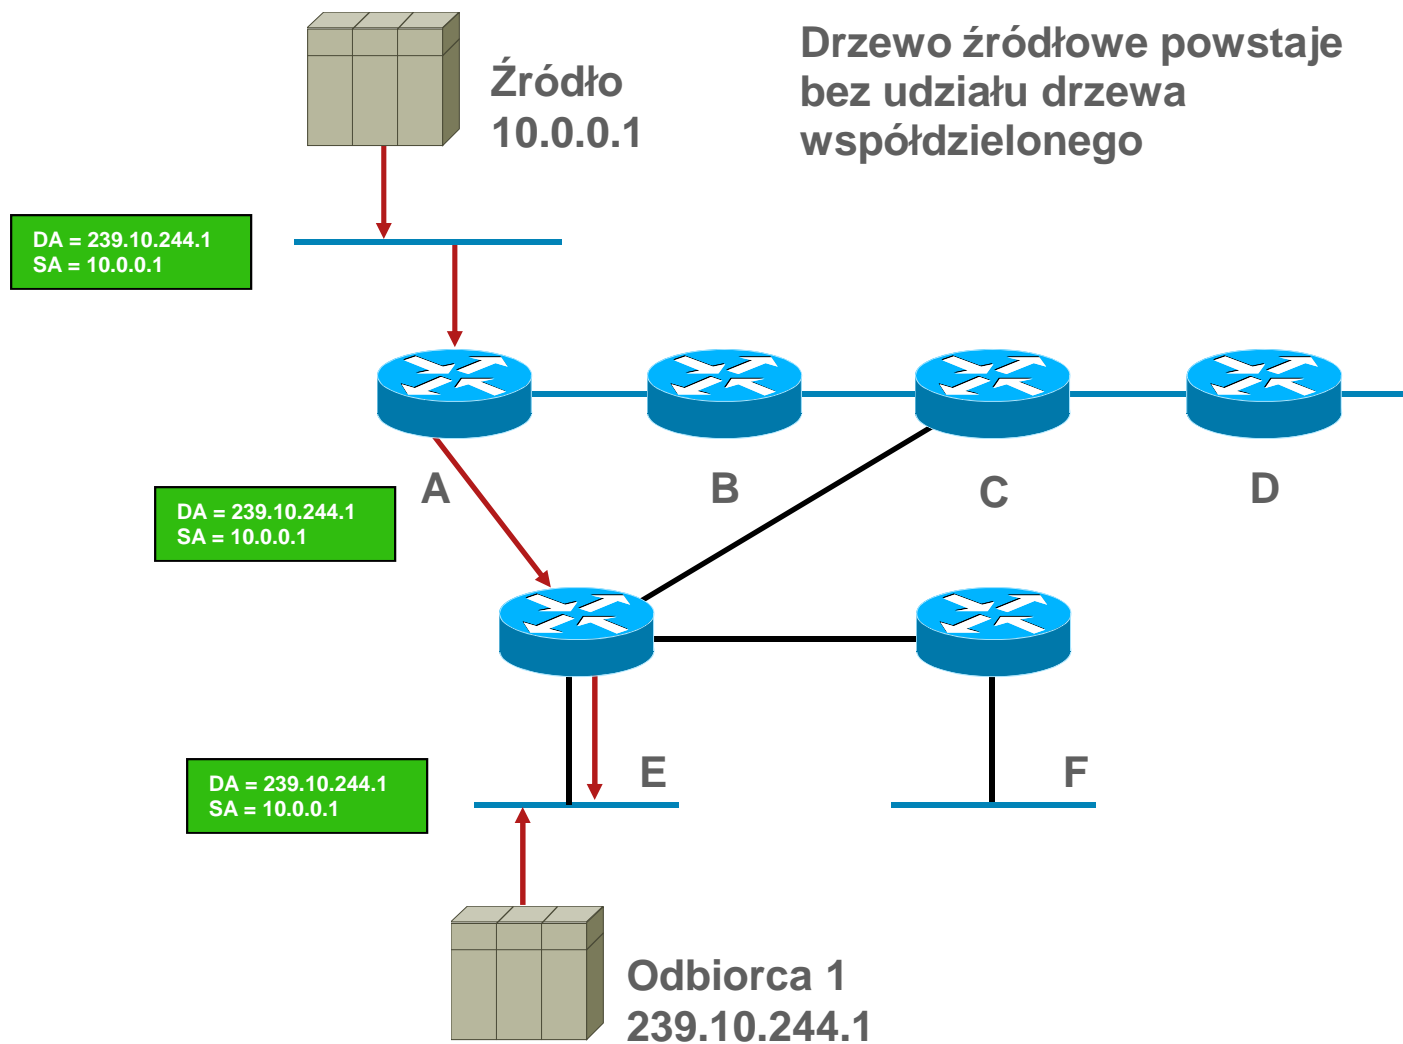 Drzewo źródłowe powstaje
bez udziału drzewa
współdzielonego
Źródło
10.0.0.1
DA = 239.10.244.1
SA = 10.0.0.1
A
B
C
D
DA = 239.10.244.1
SA = 10.0.0.1
E
F
DA = 239.10.244.1
SA = 10.0.0.1
Odbiorca 1
239.10.244.1